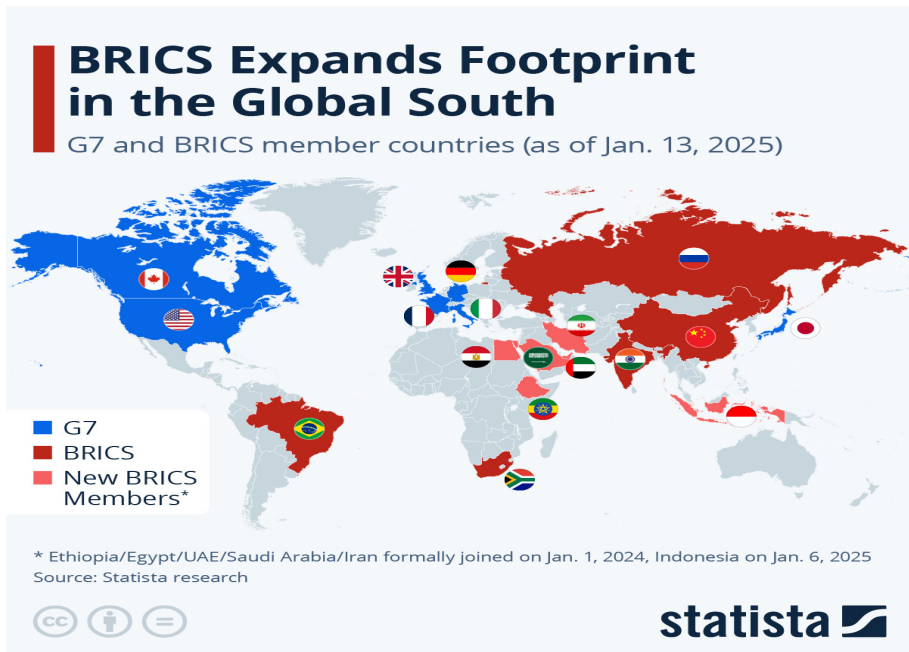 BRICS Expands Footprint
in the Global South
G7 and BRICS member countries (as of Jan. 13, 2025)
G7
BRICS
New BRICS
Members*
* Ethiopia/Egypt/UAE/Saudi Arabia/Iran formally joined on Jan. 1, 2024, Indonesia on Jan. 6, 2025
Source: Statista research
cc
statista